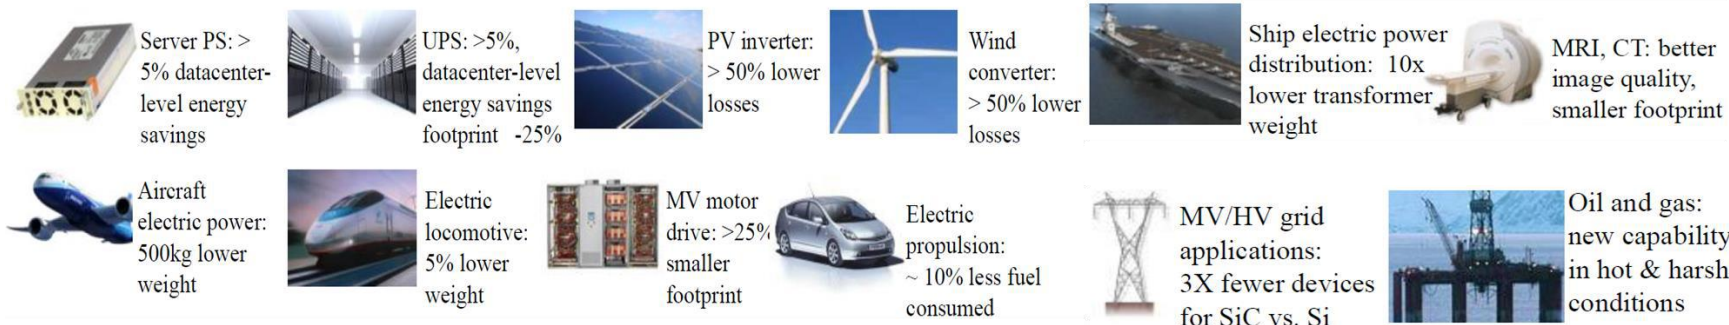 Server PS: >
5% datacenter-
level energy
savings
UPS: >5%,
datacenter-level
energy savings
footprint -25%
PV inverter:
> 50% lower
losses
Wind
converter:
> 50% lower
losses
Ship electric power
distribution: 10x
lower transformer
weight
MRI, CT: better
image quality,
smaller footprint
Aircraft
electric power:
500kg lower
weight
Electric
locomotive:
5% lower
weight
MV motor
drive: >25%
smaller
footprint
Electric
propulsion:
~ 10% less fuel
consumed
MV/HV grid
applications:
3X fewer devices
for SiC vs. Si
Oil and gas:
new capability
in hot & harsh
conditions